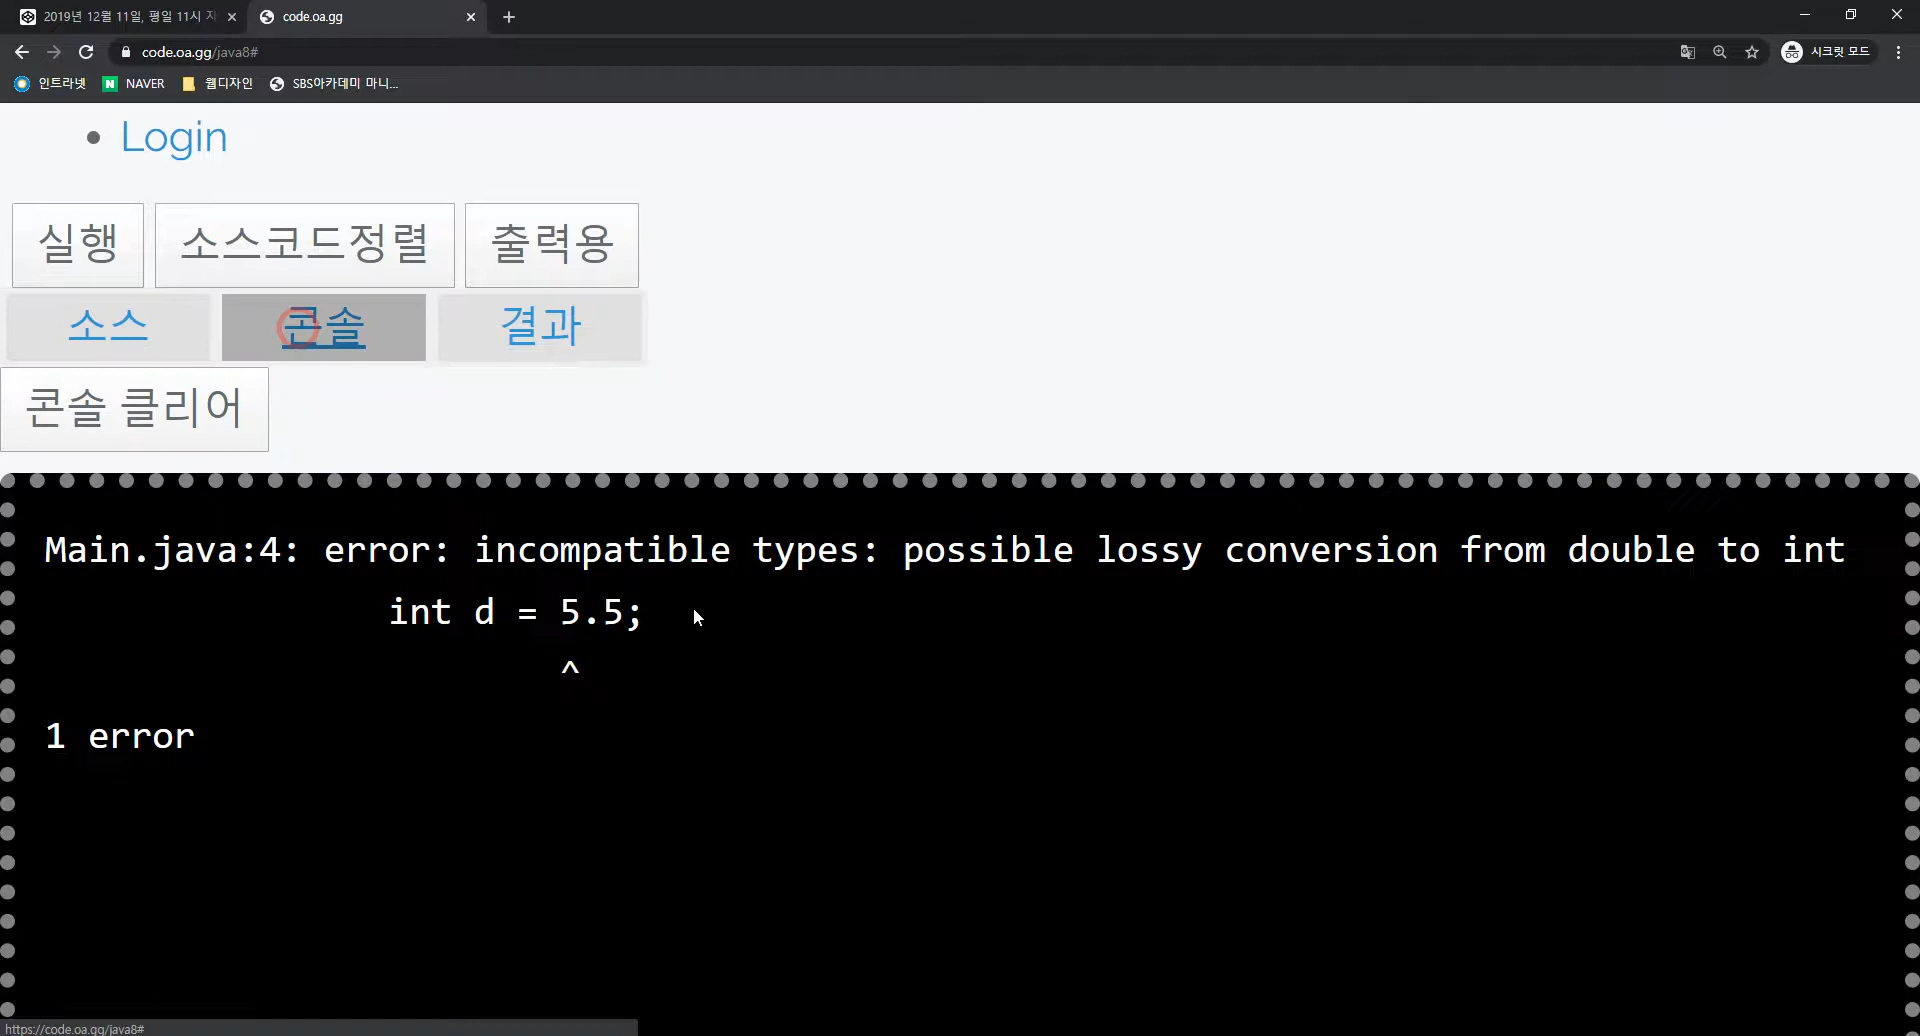 2019년 12월 11일, 평일 11시 자
code.oa.gg
code.oa.gg/java8#
시크릿 모드
인트라넷
N NAVER
웹디자인
SBS아카데미 마니...
Login
실행
소스코드정렬
출력용
소스
콘솔
결과
콘솔 클리어
Main.java:4: error: incompatible types: possible lossy conversion from double to int
int d = 5.5;
^
1 error
https://code.oa.gg/java8#